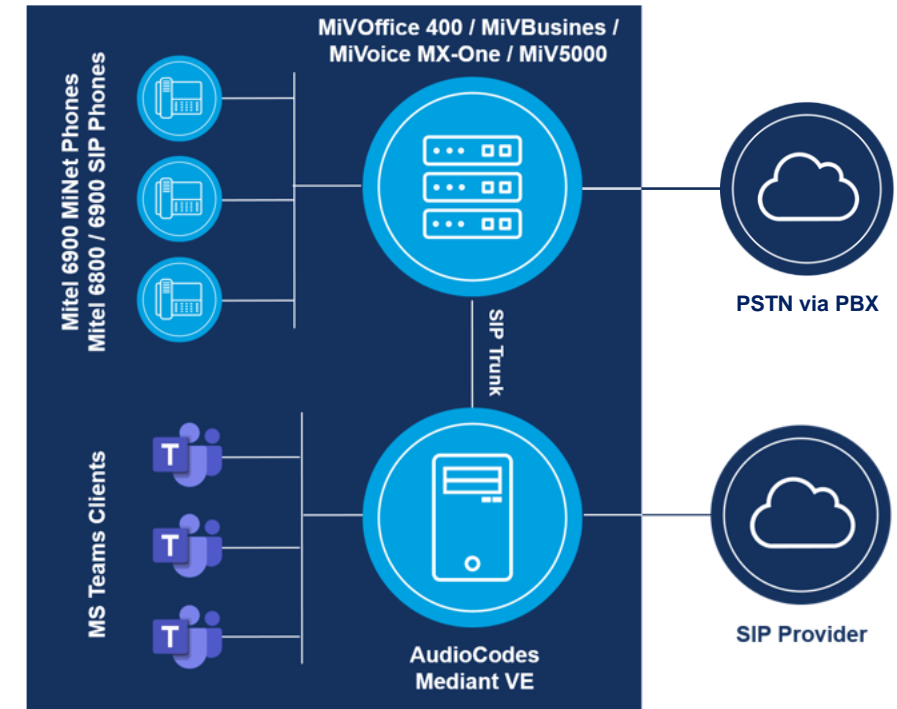 MiVOffice 400 / MiVBusines /
MiVoice MX-One / MiV5000
Mitel 6900 MiNet Phones
Mitel 6800 / 6900 SIP Phones
PSTN via PBX
SIP Trunk
MS Teams Clients
T
T
T
AudioCodes
Mediant VE
SIP Provider